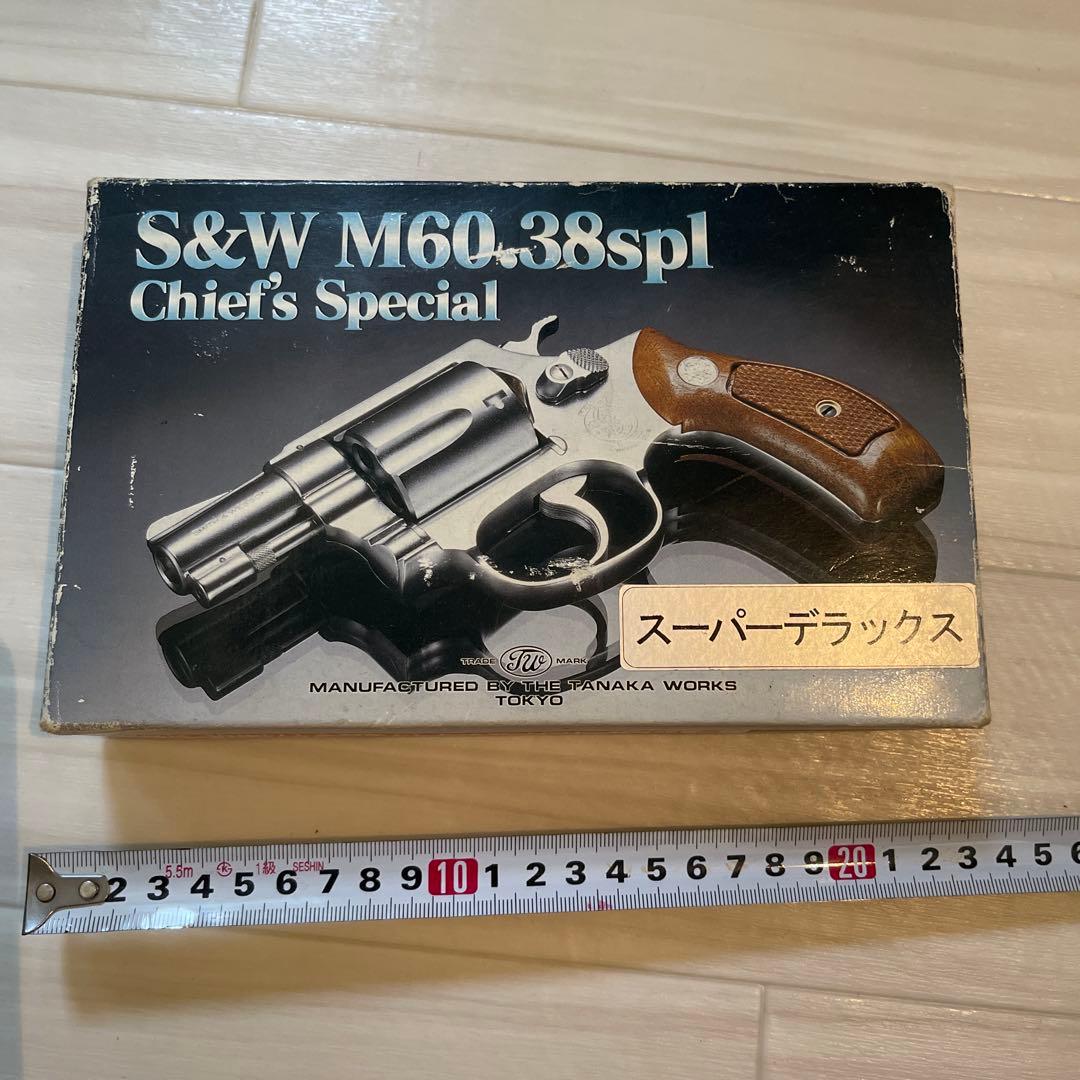 S&W M60.38spl
Chief's Special
スーパーデラックス
TRADE TW MARK
MANUFACTURED BY THE TANAKA WORKS
TOKYO
5.5m 1級 SESHIN
2 3 4 5 6 7 8 9 10 1 2 3 4 5 6 7 8 9 20 1 2 3 4 5 6